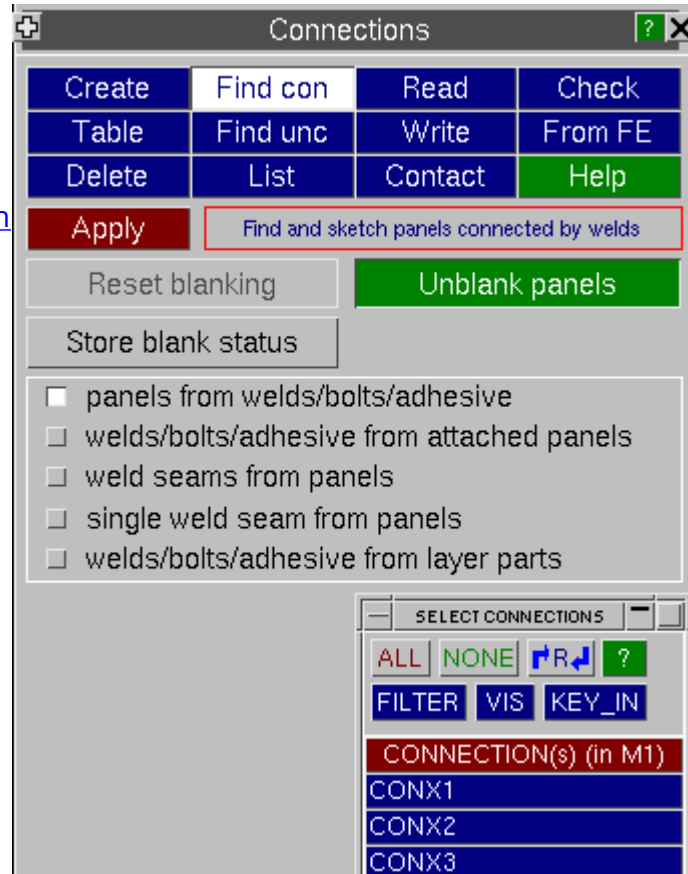 Connections ?
Create Find con Read Check
Table Find unc Write From FE
Delete List Contact Help
n
Apply Find and sketch panels connected by welds
Reset blanking Unblank panels
Store blank status
panels from welds/bolts/adhesive
welds/bolts/adhesive from attached panels
weld seams from panels
single weld seam from panels
welds/bolts/adhesive from layer parts
SELECT CONNECTIONS
ALL NONE R ?
FILTER VIS KEY_IN
CONNECTION(s) (in M1)
CONX1
CONX2
CONX3